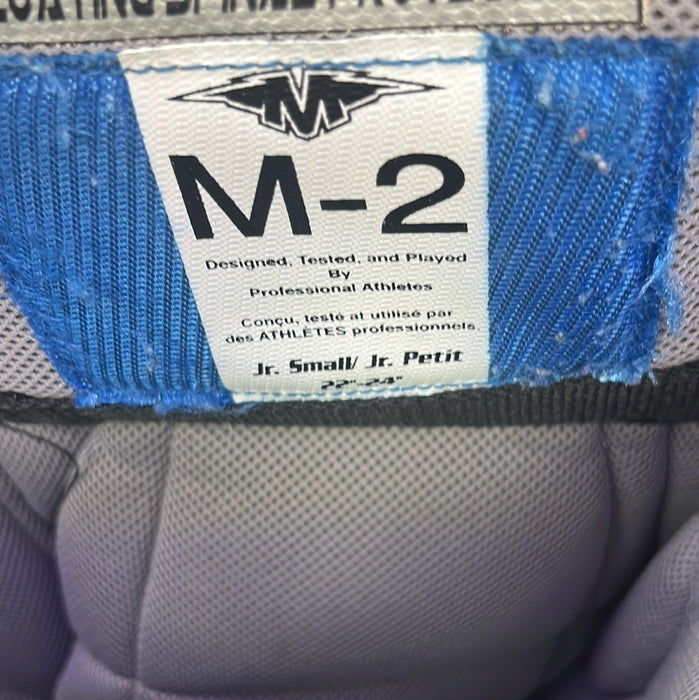 M
M-2
Designed, Tested, and Played
By
Professional Athletes
Conçu, testé at utilisé par
des ATHLÈTES professionnels.
Jr. Small/ Jr. Petit
22"-24"